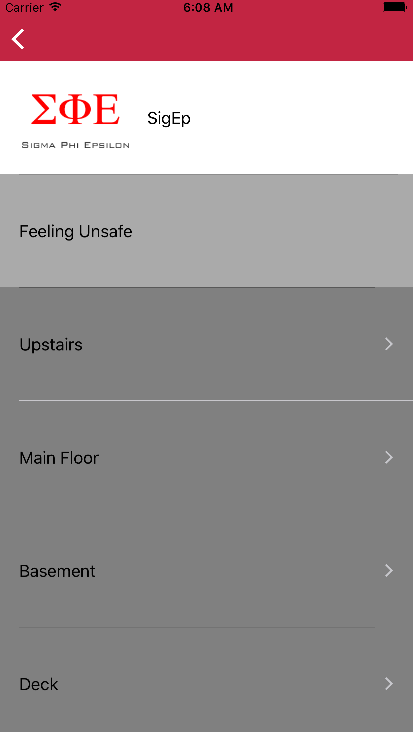 Carrier 6:08 AM
ΣΦΕ
SIGMA PHI EPSILON
SigEp
Feeling Unsafe
Upstairs
Main Floor
Basement
Deck